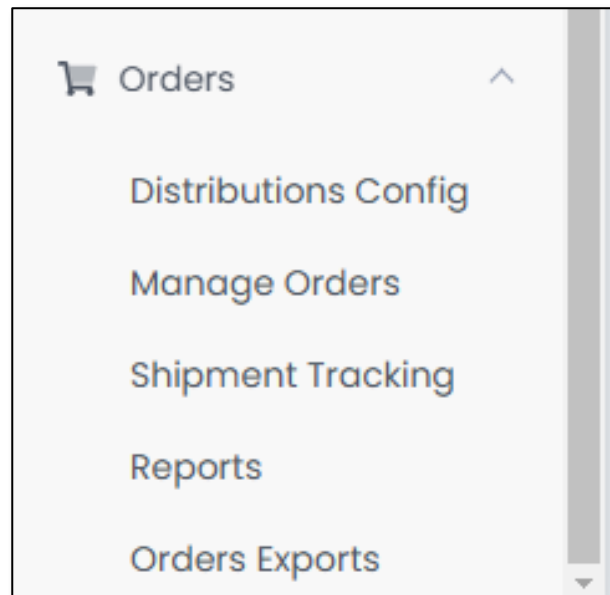 Orders
Distributions Config
Manage Orders
Shipment Tracking
Reports
Orders Exports